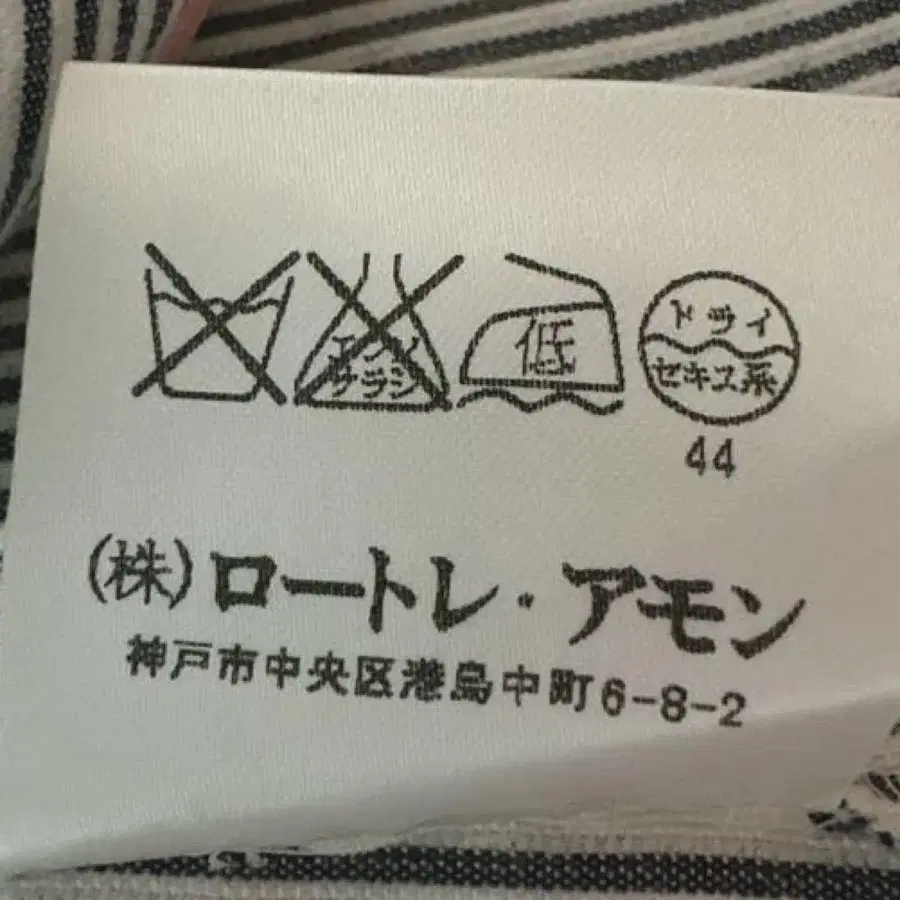 エンソ
サラシ
低
ドライ
セキユ系
44
(株)ロートレ・アモン
神戸市中央区港島中町6-8-2